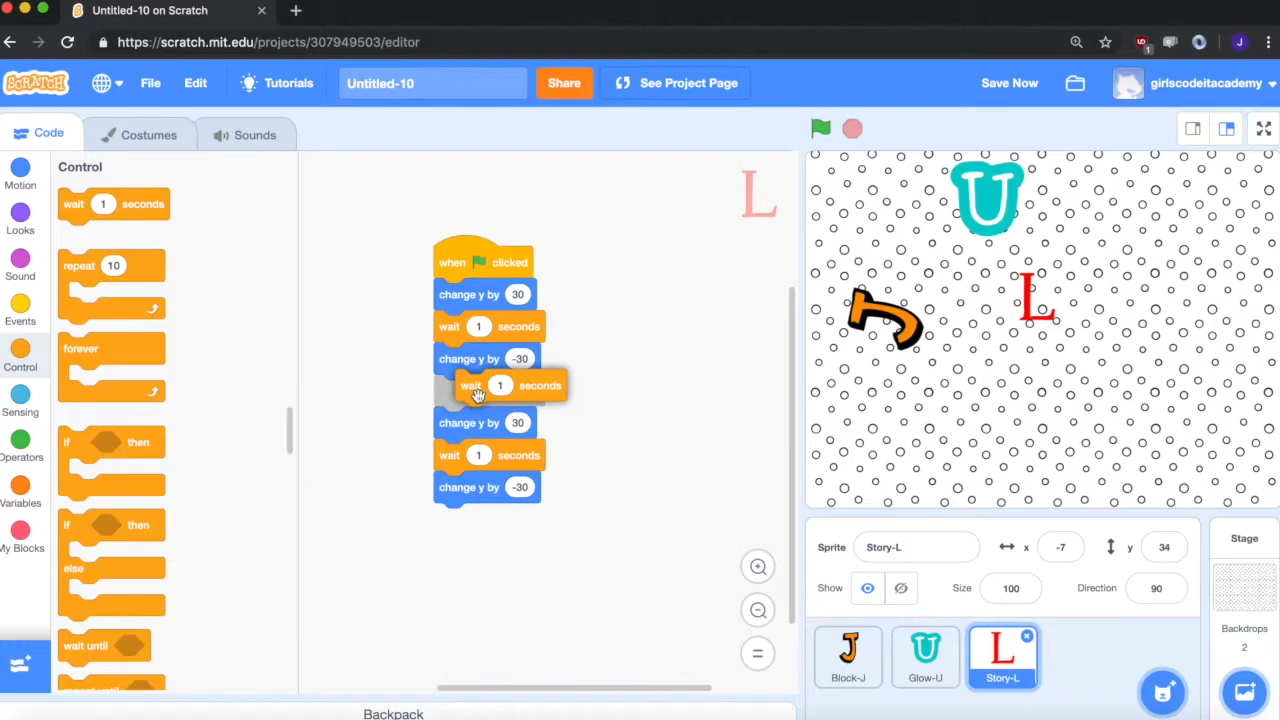 Untitled-10 on Scratch
https://scratch.mit.edu/projects/307949503/editor
SCRATCH
File
Edit
Tutorials
Untitled-10
Share
See Project Page
Save Now
girlscodeitacademy
Code
Costumes
Sounds
Motion
Looks
Sound
Events
Control
Sensing
Operators
Variables
My Blocks
Control
wait 1 seconds
repeat 10
forever
if then
if then
else
wait until
L
when clicked
change y by 30
wait 1 seconds
change y by -30
wait 1 seconds
change y by 30
wait 1 seconds
change y by -30
U
L
J
Sprite Story-L x -7 y 34
Show Size 100 Direction 90
J
Block-J
U
Glow-U
L
Story-L
Stage
Backdrops
2
Backpack